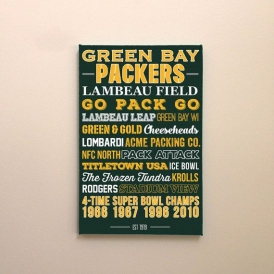 GREEN BAY
PACKERS
LAMBEAU FIELD
GO PACK GO
LAMBEAU LEAP GREEN BAY WI
GREEN & GOLD Cheeseheads
LOMBARDI ACME PACKING CO.
NFC NORTH PACK ATTACK
TITLETOWN USA ICE BOWL
The Frozen Tundra KROLLS
RODGERS STADIUM VIEW
4-TIME SUPER BOWL CHAMPS
1966 1967 1996 2010
EST 1919